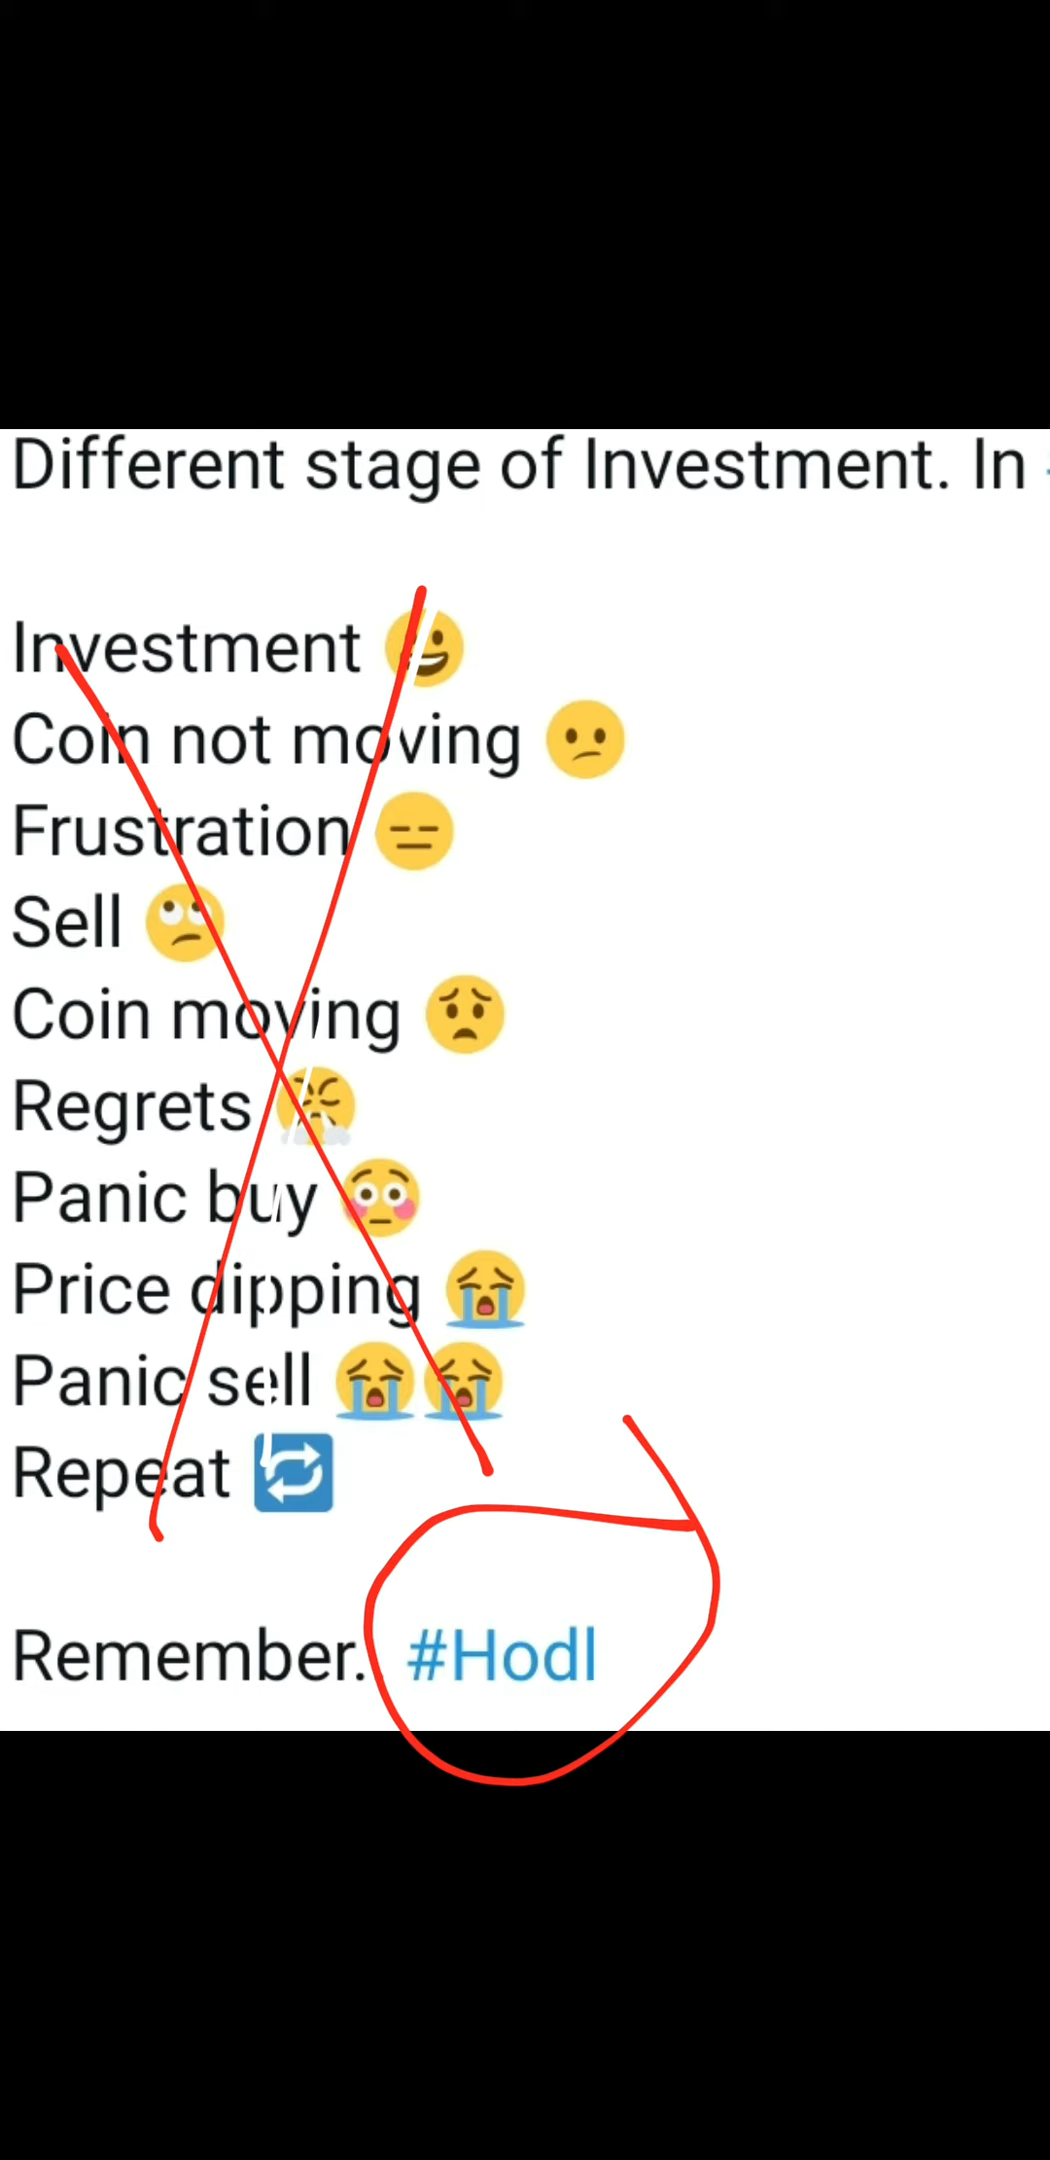 Different stage of Investment. In
Investment 😃
Coin not moving 😕
Frustration 😑
Sell 🙄
Coin moving 😟
Regrets 😤
Panic buy 😳
Price dipping 😭
Panic sell 😭😭
Repeat 🔁
Remember. #Hodl